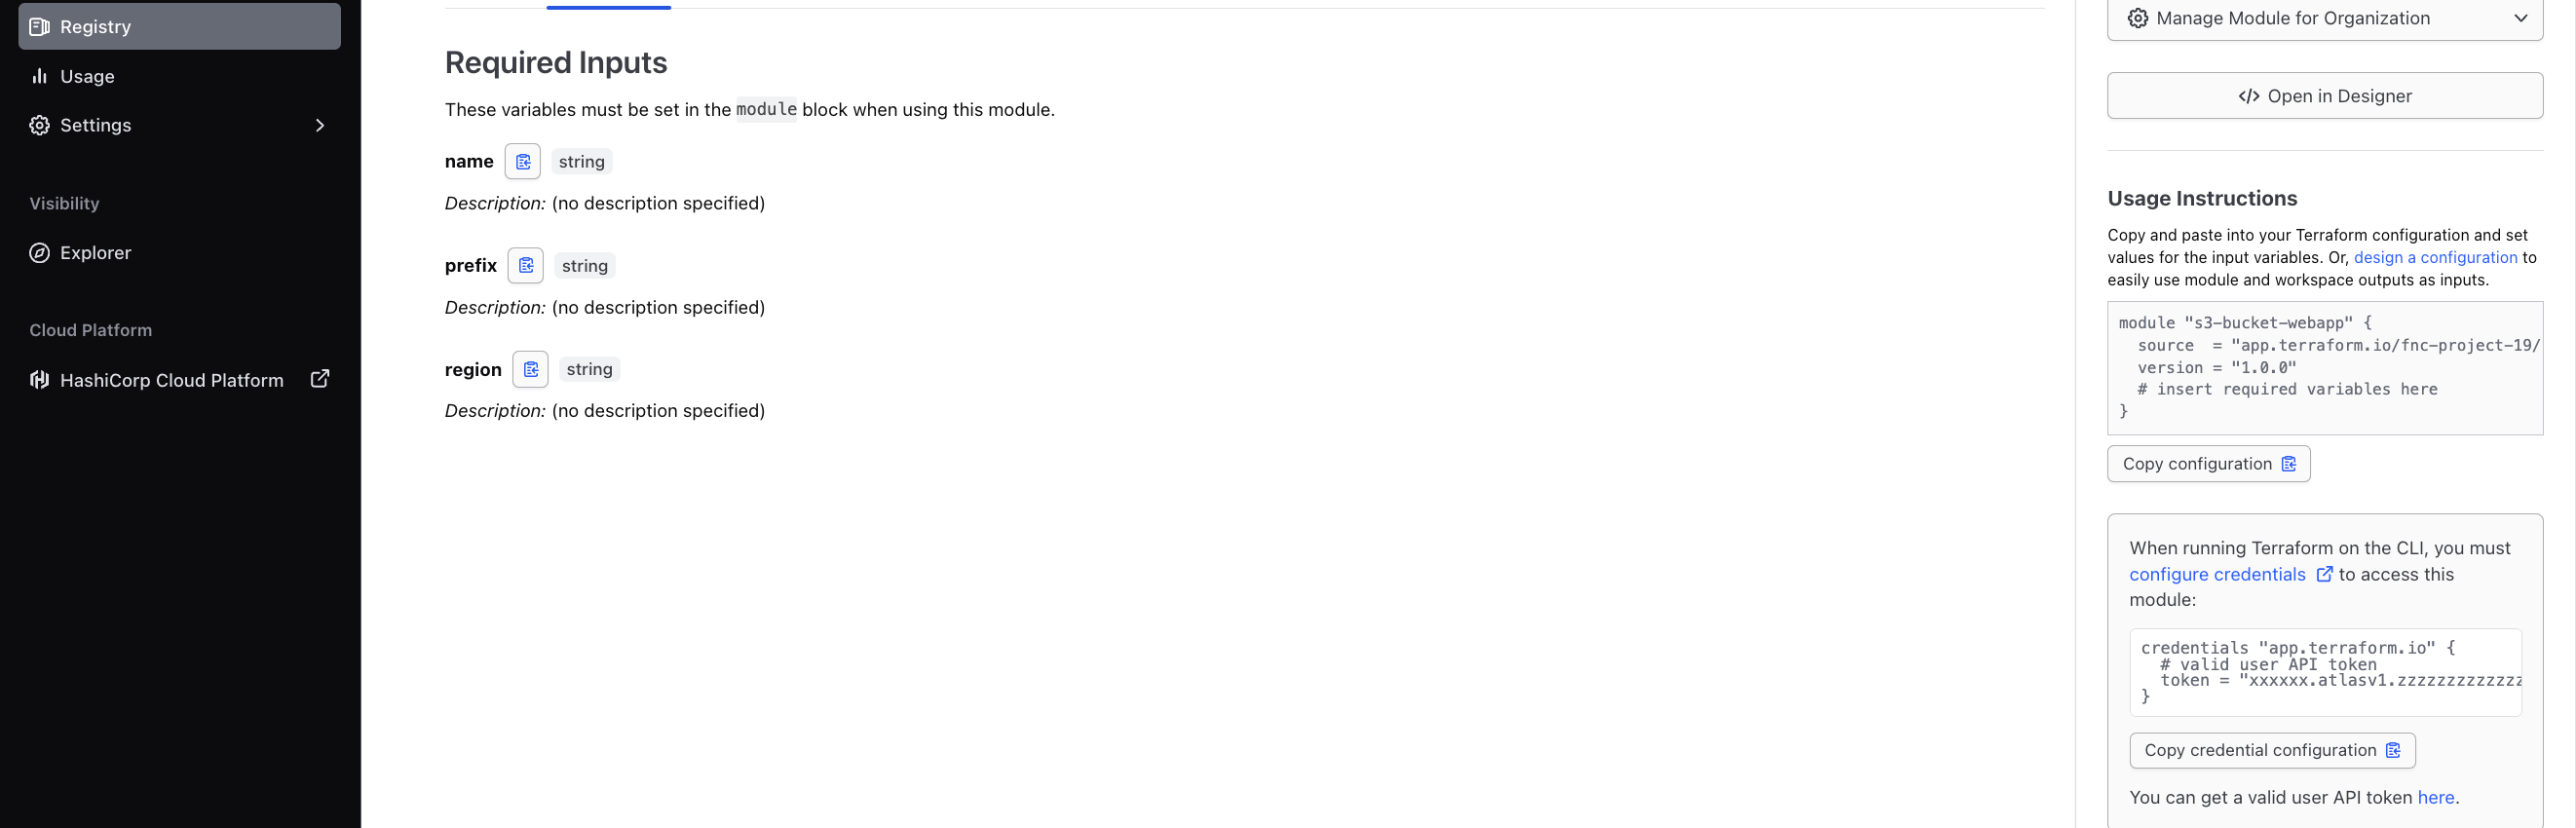 Registry
Usage
Settings
Visibility
Explorer
Cloud Platform
HashiCorp Cloud Platform
Required Inputs
These variables must be set in the module block when using this module.
name string
Description: (no description specified)
prefix string
Description: (no description specified)
region string
Description: (no description specified)
Manage Module for Organization
</> Open in Designer
Usage Instructions
Copy and paste into your Terraform configuration and set
values for the input variables. Or, design a configuration to
easily use module and workspace outputs as inputs.
module "s3-bucket-webapp" {
  source  = "app.terraform.io/fnc-project-19/
  version = "1.0.0"
  # insert required variables here
}
Copy configuration
When running Terraform on the CLI, you must
configure credentials to access this
module:
credentials "app.terraform.io" {
  # valid user API token
  token = "xxxxxx.atlasv1.zzzzzzzzzzzzz
}
Copy credential configuration
You can get a valid user API token here.